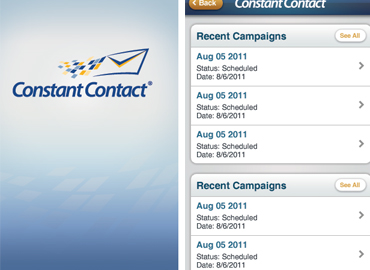 Constant Contact®
Back
Constant Contact
Recent Campaigns
See All
Aug 05 2011
Status: Scheduled
Date: 8/6/2011
Aug 05 2011
Status: Scheduled
Date: 8/6/2011
Aug 05 2011
Status: Scheduled
Date: 8/6/2011
Recent Campaigns
See All
Aug 05 2011
Status: Scheduled
Date: 8/6/2011
Aug 05 2011
Status: Scheduled
Date: 8/6/2011